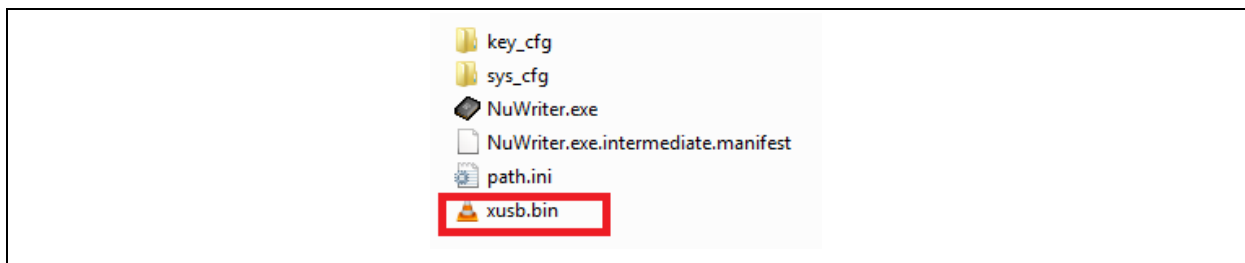 key_cfg
sys_cfg
NuWriter.exe
NuWriter.exe.intermediate.manifest
path.ini
xusb.bin